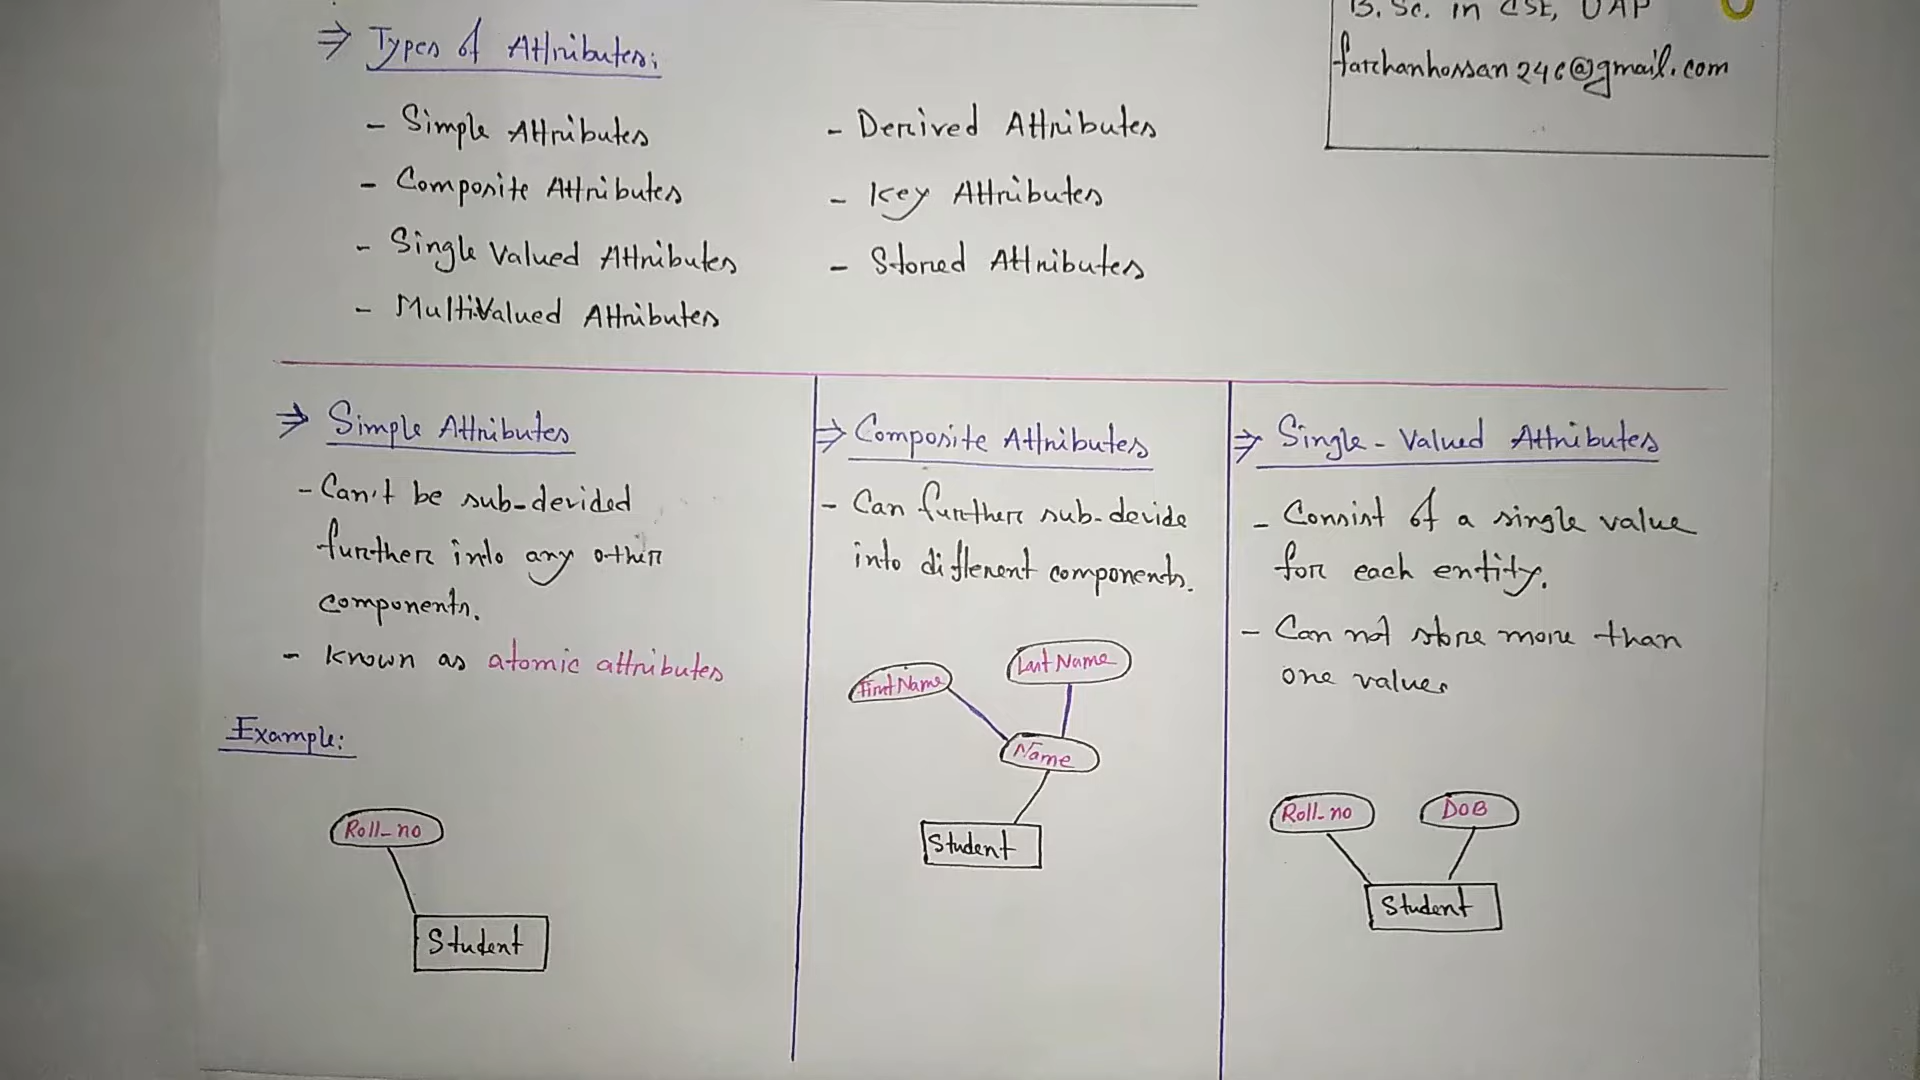 B. Sc. in CSE, UAP
farhanhossan246@gmail.com
⇒ Types of Attributes:
- Simple Attributes
- Composite Attributes
- Single Valued Attributes
- MultiValued Attributes
- Derived Attributes
- Key Attributes
- Stored Attributes
⇒ Simple Attributes
- Can't be sub-devided
further into any other
components.
- Known as atomic attributes
Example:
Roll_no
Student
⇒ Composite Attributes
- Can further sub-devide
into different components.
First Name
Last Name
Name
Student
⇒ Single-Valued Attributes
- Consist of a single value
for each entity.
- Can not store more than
one value.
Roll_no
DOB
Student